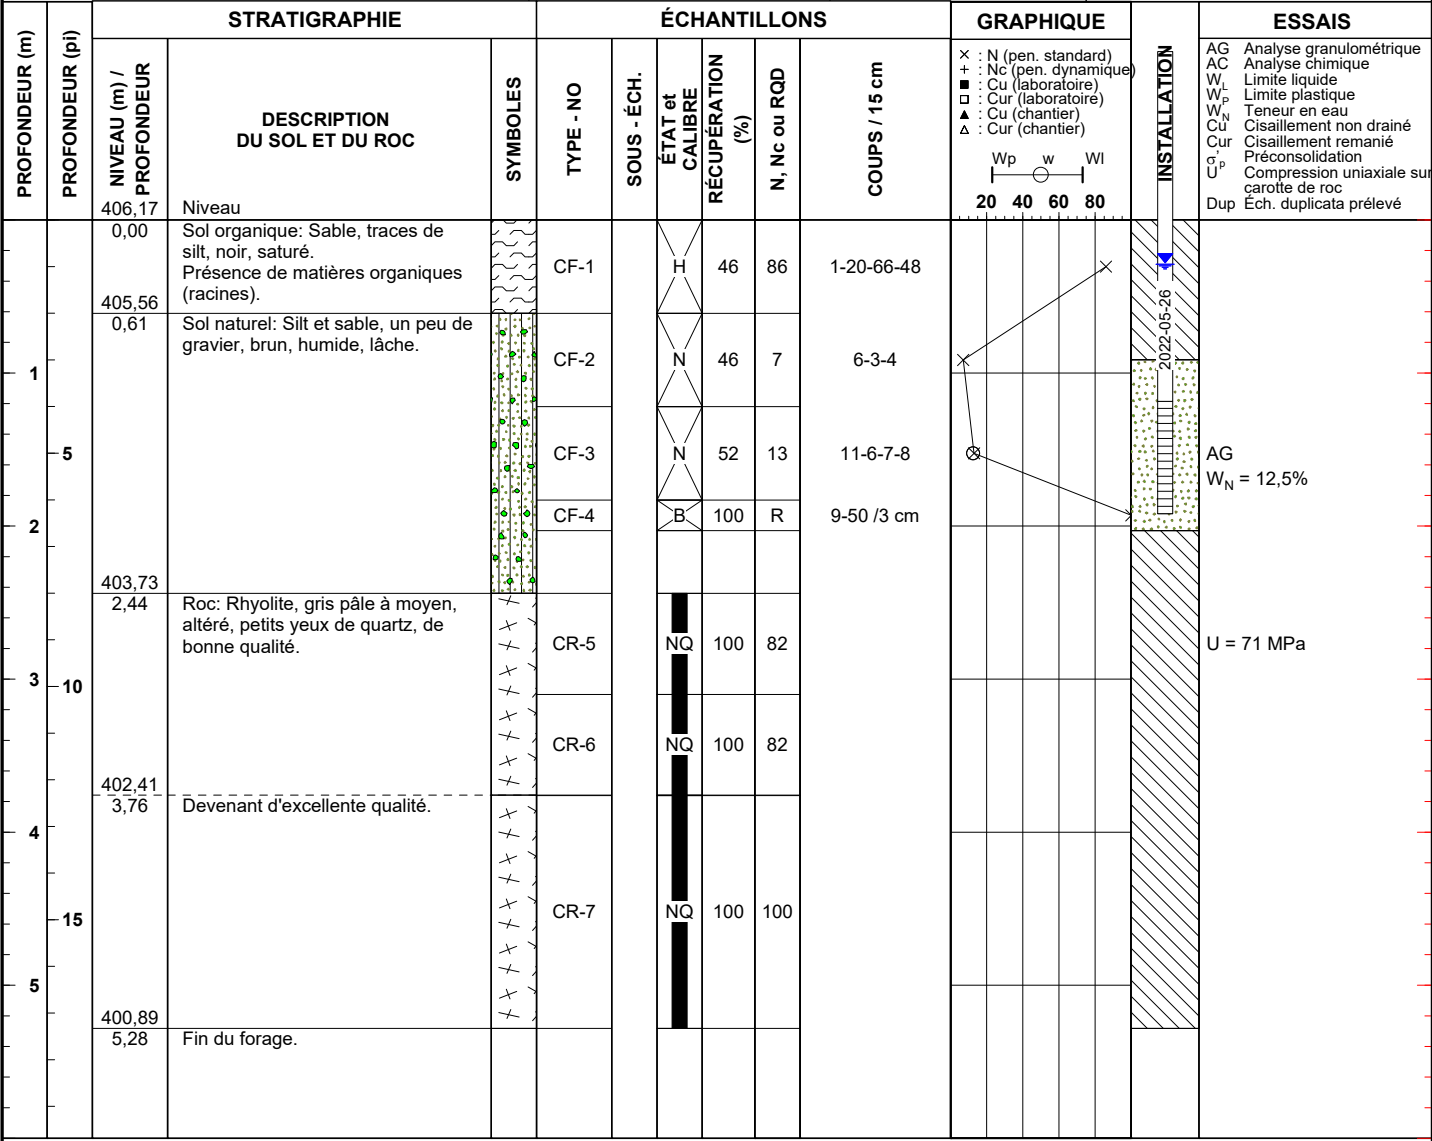 STRATIGRAPHIE
ÉCHANTILLONS
GRAPHIQUE
ESSAIS
PROFONDEUR (m)
PROFONDEUR (pi)
NIVEAU (m) /
PROFONDEUR
DESCRIPTION
DU SOL ET DU ROC
SYMBOLES
TYPE - NO
SOUS - ÉCH.
ÉTAT et
CALIBRE
RÉCUPÉRATION
(%)
N, Nc ou RQD
COUPS / 15 cm
× : N (pen. standard)
+ : Nc (pen. dynamique)
■ : Cu (laboratoire)
□ : Cur (laboratoire)
▲ : Cu (chantier)
△ : Cur (chantier)
Wp w Wl
20 40 60 80
INSTALLATION
AG Analyse granulométrique
AC Analyse chimique
W_L Limite liquide
W_P Limite plastique
W_N Teneur en eau
Cu Cisaillement non drainé
Cur Cisaillement remanié
σ'_p Préconsolidation
U Compression uniaxiale sur
carotte de roc
Dup Éch. duplicata prélevé
406,17 Niveau
0,00 Sol organique: Sable, traces de
silt, noir, saturé.
Présence de matières organiques
(racines).
405,56
CF-1 H 46 86 1-20-66-48
0,61 Sol naturel: Silt et sable, un peu de
gravier, brun, humide, lâche.
CF-2 N 46 7 6-3-4
2022-05-26
1
CF-3 N 52 13 11-6-7-8
5
AG
W_N = 12,5%
CF-4 B 100 R 9-50 /3 cm
2
403,73
2,44 Roc: Rhyolite, gris pâle à moyen,
altéré, petits yeux de quartz, de
bonne qualité.
CR-5 NQ 100 82
U = 71 MPa
3
10
CR-6 NQ 100 82
402,41
3,76 Devenant d'excellente qualité.
4
CR-7 NQ 100 100
15
5
400,89
5,28 Fin du forage.